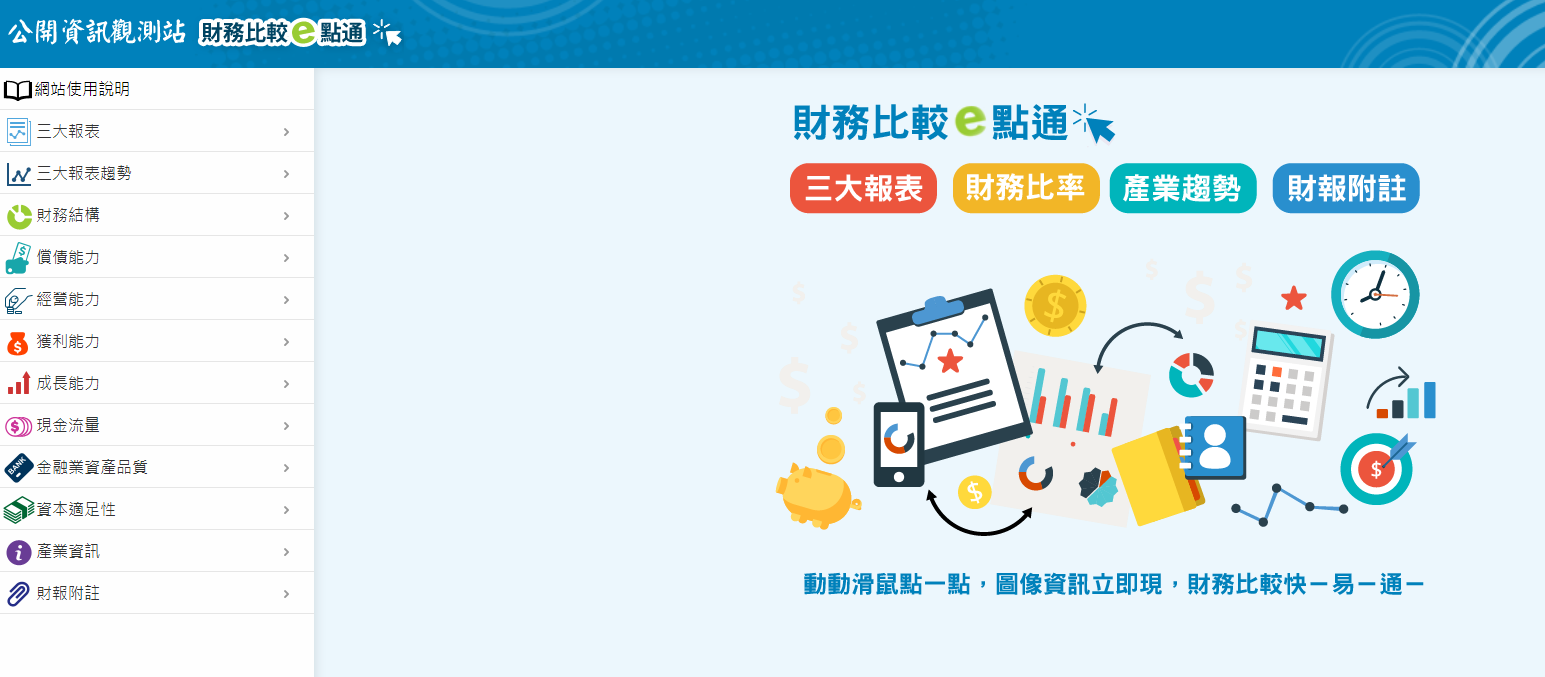 公開資訊觀測站 財務比較e點通
網站使用說明
三大報表
三大報表趨勢
財務結構
償債能力
經營能力
獲利能力
成長能力
現金流量
BANK 金融業資產品質
資本適足性
產業資訊
財報附註
財務比較e點通
三大報表 財務比率 產業趨勢 財報附註
動動滑鼠點一點，圖像資訊立即現，財務比較快－易－通－